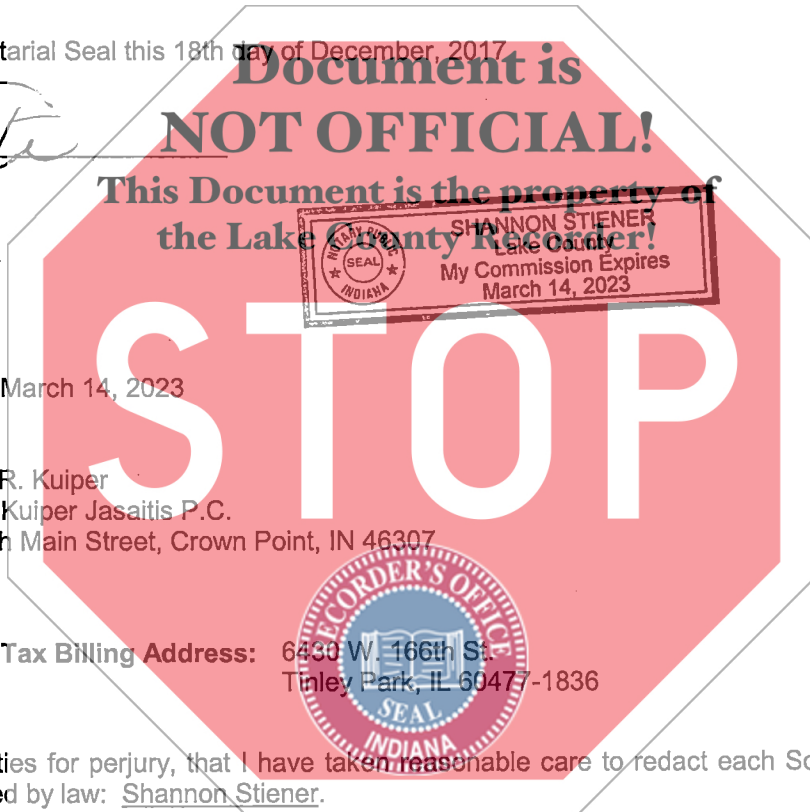 tarial Seal this 18th day of December, 2017
Document is
NOT OFFICIAL!
This Document is the property of
the Lake County Recorder!
SHANNON STIENER
Lake County
My Commission Expires
March 14, 2023
NOTARY PUBLIC
SEAL
INDIANA
STOP
March 14, 2023
R. Kuiper
Kuiper Jasaitis P.C.
h Main Street, Crown Point, IN 46307
RECORDER'S OFFICE
SEAL
INDIANA
Tax Billing Address: 6430 W. 166th St.
Tinley Park, IL 60477-1836
ties for perjury, that I have taken reasonable care to redact each So
ed by law: Shannon Stiener.